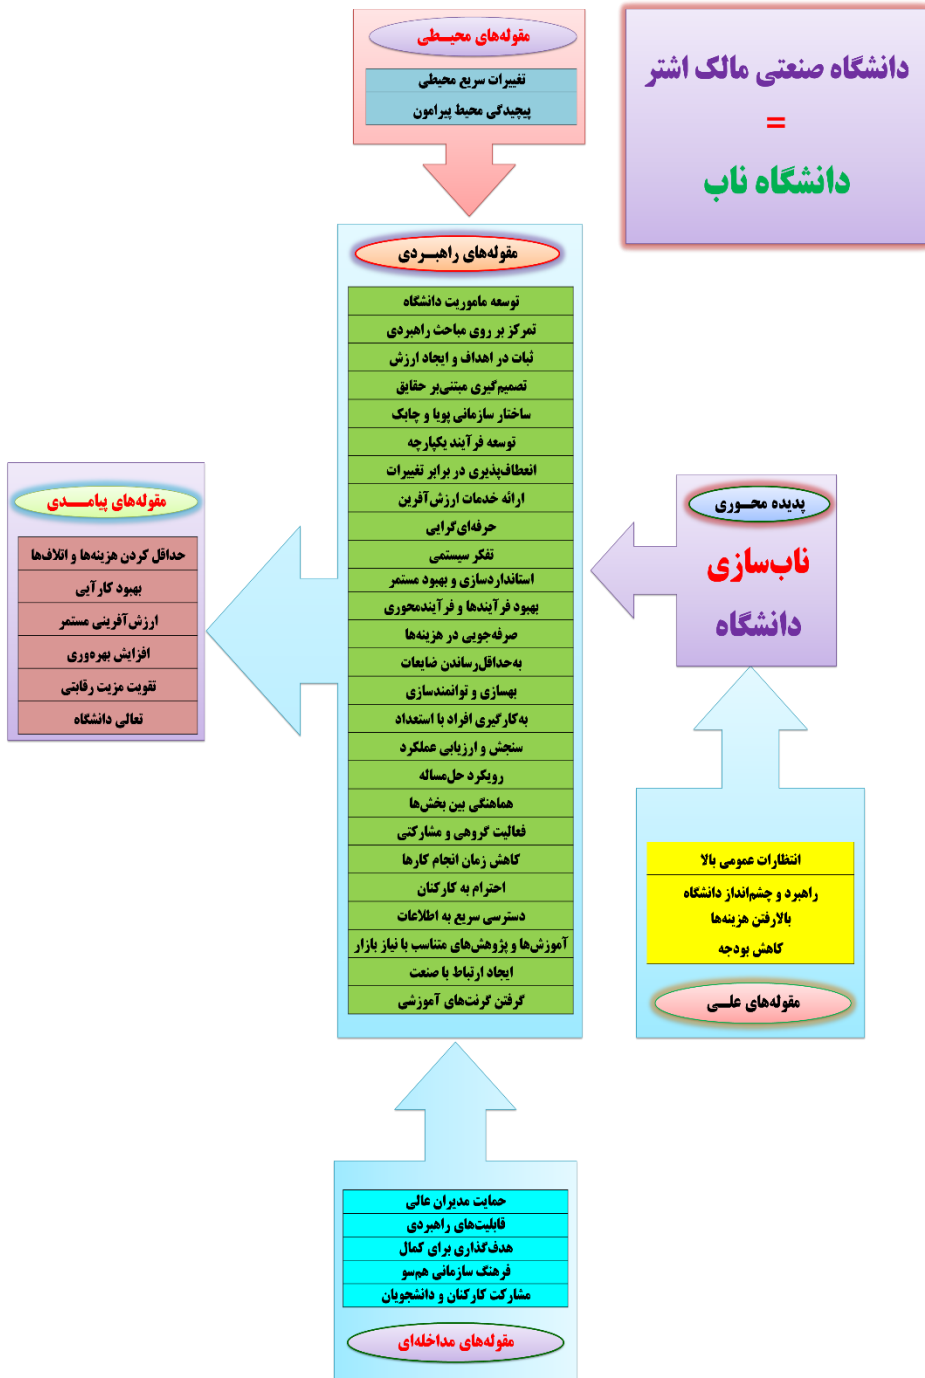 دانشگاه صنعتی مالک اشتر
=
دانشگاه ناب
مقوله‌های محیــطی
تغییرات سریع محیطی
پیچیدگی محیط پیرامون
مقوله‌های راهبــردی
توسعه ماموریت دانشگاه
تمرکز بر روی مباحث راهبردی
ثبات در اهداف و ایجاد ارزش
تصمیم‌گیری مبتنی‌بر حقایق
ساختار سازمانی پویا و چابک
توسعه فرآیند یکپارچه
انعطاف‌پذیری در برابر تغییرات
ارائه خدمات ارزش‌آفرین
حرفه‌ای‌گرایی
تفکر سیستمی
استانداردسازی و بهبود مستمر
بهبود فرآیندها و فرآیندمحوری
صرفه‌جویی در هزینه‌ها
به‌حداقل‌رساندن ضایعات
بهسازی و توانمندسازی
به‌کارگیری افراد با استعداد
سنجش و ارزیابی عملکرد
رویکرد حل‌مساله
هماهنگی بین بخش‌ها
فعالیت گروهی و مشارکتی
کاهش زمان انجام کارها
احترام به کارکنان
دسترسی سریع به اطلاعات
آموزش‌ها و پژوهش‌های متناسب با نیاز بازار
ایجاد ارتباط با صنعت
گرفتن گرنت‌های آموزشی
پدیده محــوری
ناب‌سازی
دانشگاه
انتظارات عمومی بالا
راهبرد و چشم‌انداز دانشگاه
بالارفتن هزینه‌ها
کاهش بودجه
مقوله‌های علــی
مقوله‌های پیامــــدی
حداقل کردن هزینه‌ها و اتلاف‌ها
بهبود کارآیی
ارزش‌آفرینی مستمر
افزایش بهره‌وری
تقویت مزیت رقابتی
تعالی دانشگاه
حمایت مدیران عالی
قابلیت‌های راهبردی
هدف‌گذاری برای کمال
فرهنگ سازمانی هم‌سو
مشارکت کارکنان و دانشجویان
مقوله‌های مداخله‌ای